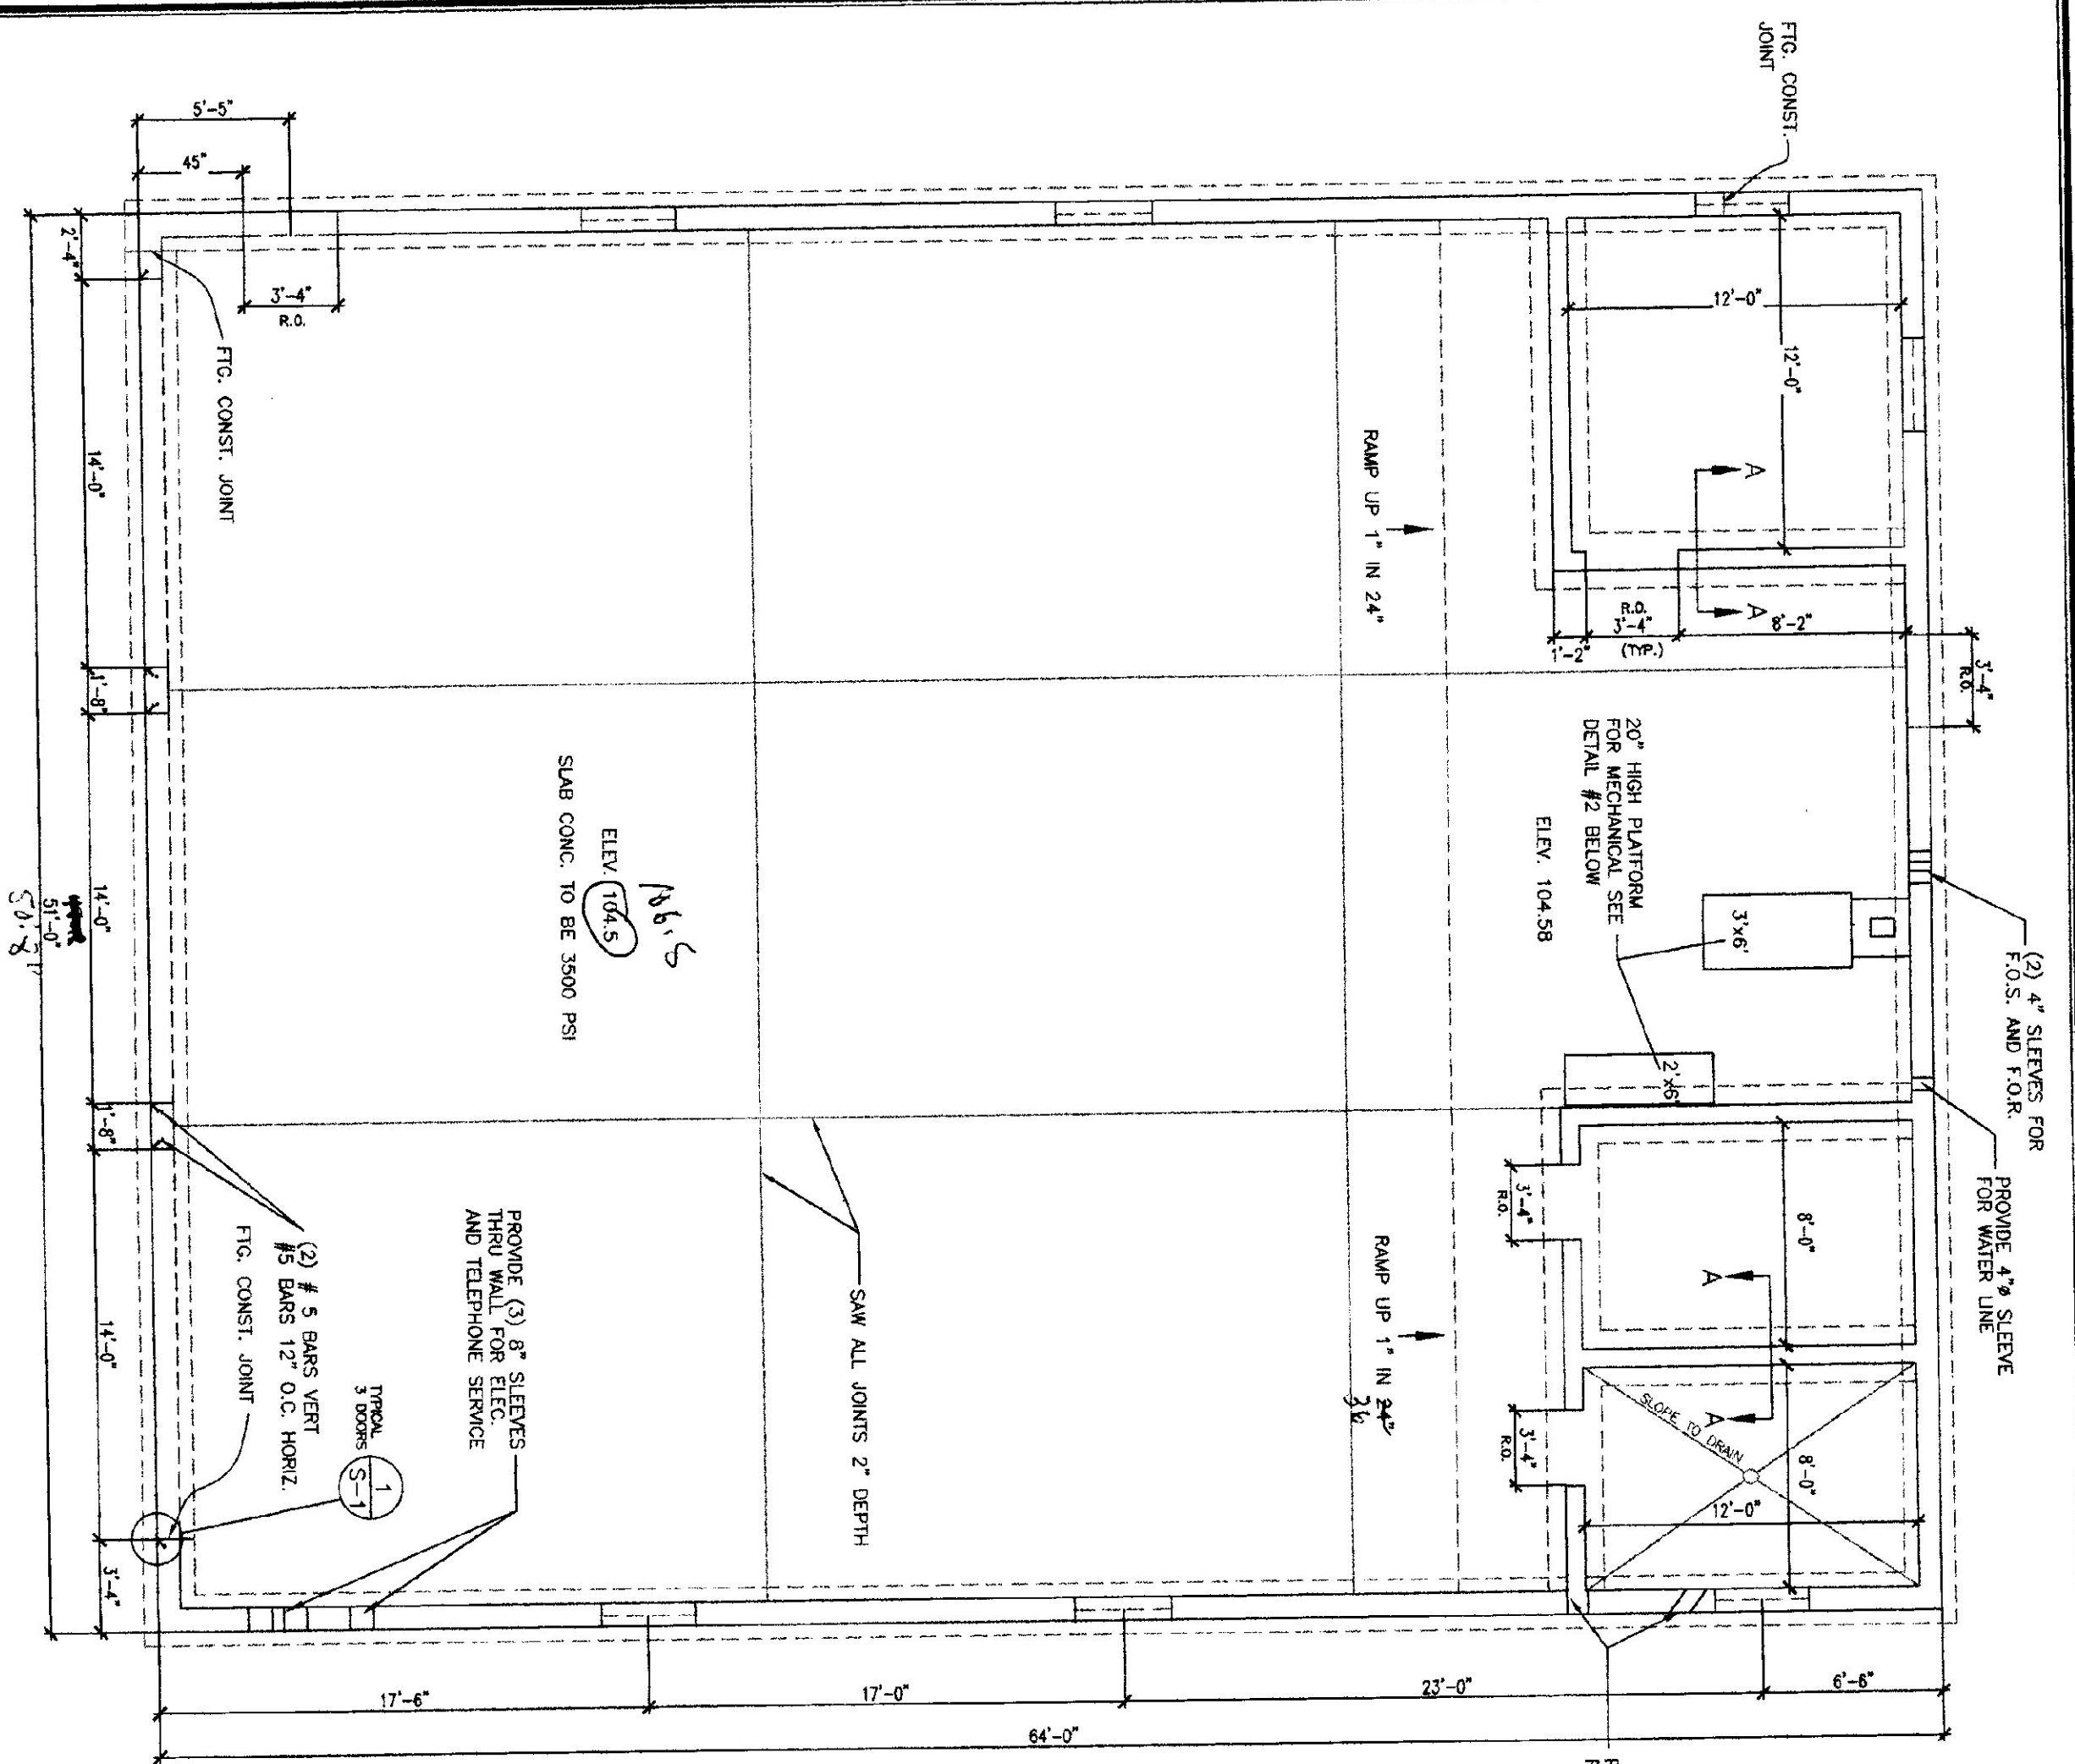 FTG. CONST.
JOINT
5'-5"
45"
2'-4"
3'-4"
R.O.
FTG. CONST. JOINT
14'-0"
1'-8"
14'-0"
51'-0"
1'-8"
14'-0"
3'-4"
12'-0"
12'-0"
A
A
RAMP UP 1" IN 24"
R.O.
3'-4"
(TYP.)
1'-2"
8'-2"
3'-4"
R.O.
20" HIGH PLATFORM
FOR MECHANICAL SEE
DETAIL #2 BELOW
ELEV. 104.58
3'x6'
2'x6'
(2) 4" SLEEVES FOR
F.O.S. AND F.O.R.
PROVIDE 4"ø SLEEVE
FOR WATER LINE
ELEV. 104.5
SLAB CONC. TO BE 3500 PSI
8'-0"
3'-4"
R.O.
A
A
RAMP UP 1" IN 24"
36
3'-4"
R.O.
SLOPE TO DRAIN
8'-0"
12'-0"
SAW ALL JOINTS 2" DEPTH
PROVIDE (3) 8" SLEEVES
THRU WALL FOR ELEC.
AND TELEPHONE SERVICE
(2) # 5 BARS VERT
#5 BARS 12" O.C. HORIZ.
FTG. CONST. JOINT
TYPICAL
3 DOORS
1
S-1
17'-6"
17'-0"
23'-0"
6'-6"
64'-0"